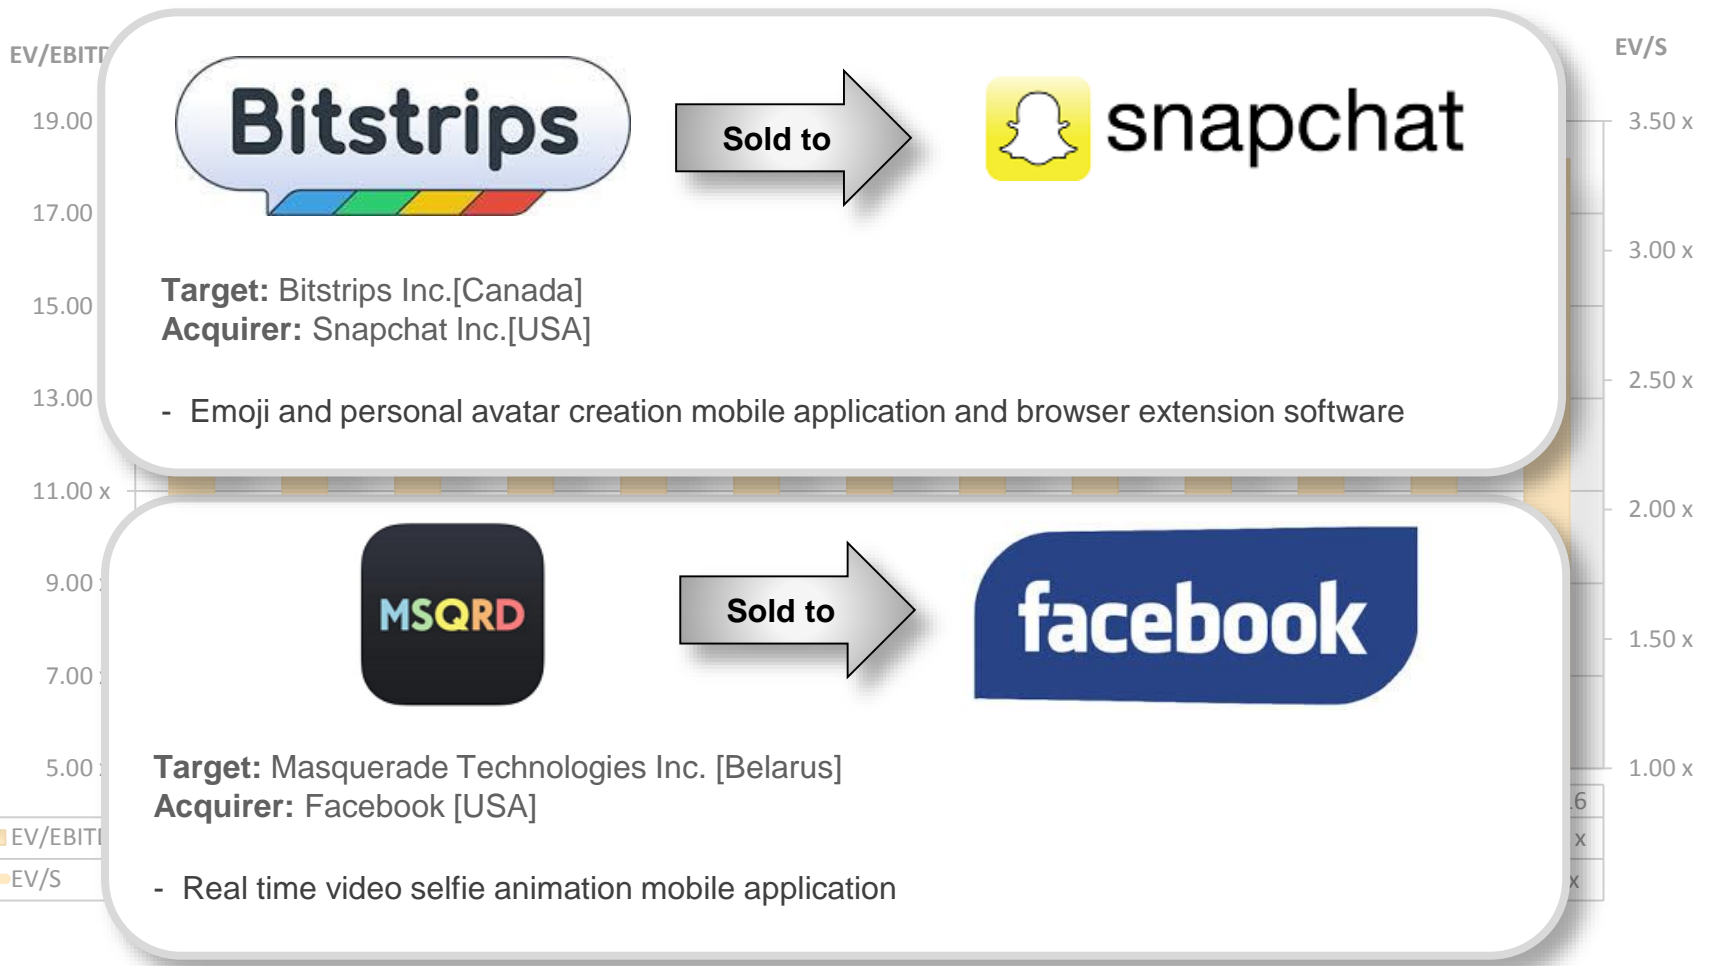 EV/EBITD
EV/S
Bitstrips
Sold to
snapchat
19.00
3.50 x
17.00
3.00 x
Target: Bitstrips Inc.[Canada]
15.00
Acquirer: Snapchat Inc.[USA]
2.50 x
13.00
- Emoji and personal avatar creation mobile application and browser extension software
11.00 x
2.00 x
9.00
MSQRD
Sold to
facebook
1.50 x
7.00
5.00
1.00 x
Target: Masquerade Technologies Inc. [Belarus]
Acquirer: Facebook [USA]
16
EV/EBITD
x
EV/S
x
- Real time video selfie animation mobile application